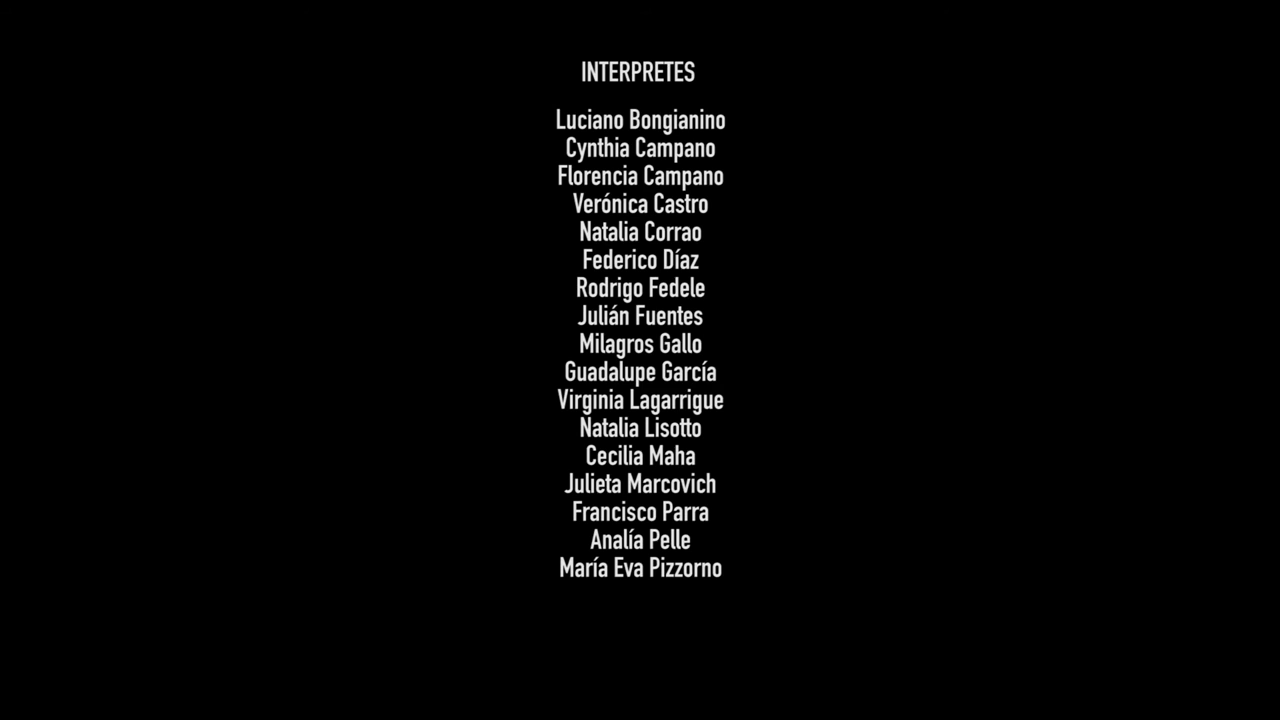 INTERPRETES
Luciano Bongianino
Cynthia Campano
Florencia Campano
Verónica Castro
Natalia Corrao
Federico Díaz
Rodrigo Fedele
Julián Fuentes
Milagros Gallo
Guadalupe García
Virginia Lagarrigue
Natalia Lisotto
Cecilia Maha
Julieta Marcovich
Francisco Parra
Analía Pelle
María Eva Pizzorno